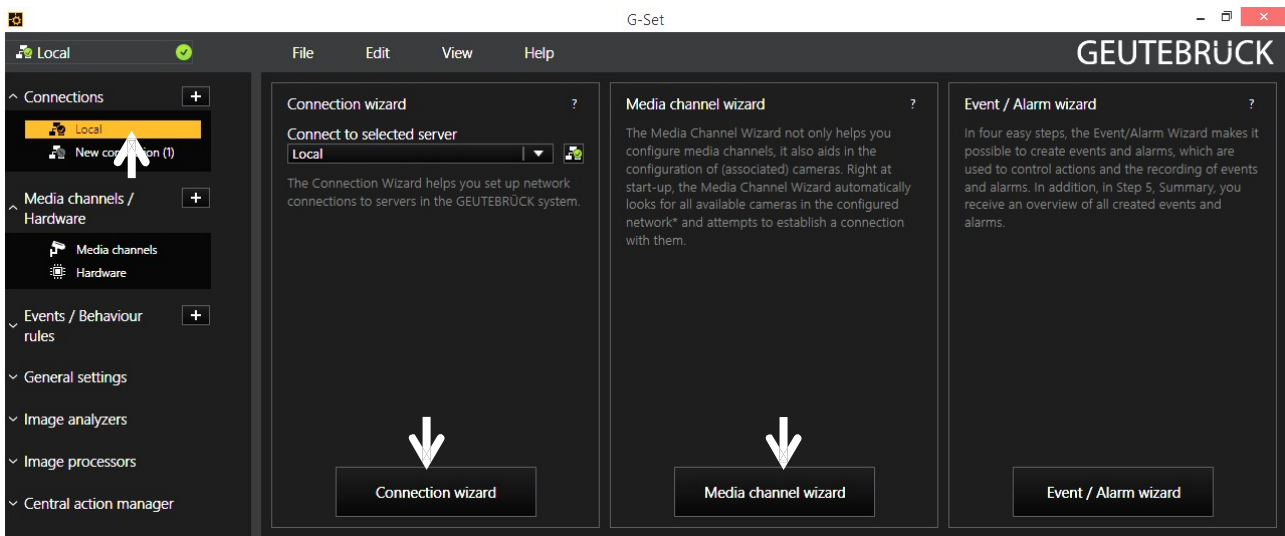 G-Set
Local
File Edit View Help
GEUTEBRÜCK
Connections
Local
New (1)
Media channels /
Hardware
Media channels
Hardware
Events / Behaviour
rules
General settings
Image analyzers
Image processors
Central action manager
Connection wizard ?
Connect to selected server
Local
The Connection Wizard helps you set up network
connections to servers in the GEUTEBRÜCK system.
Connection wizard
Media channel wizard ?
The Media Channel Wizard not only helps you
configure media channels, it also aids in the
configuration of (associated) cameras. Right at
start-up, the Media Channel Wizard automatically
looks for all available cameras in the configured
network* and attempts to establish a connection
with them.
Media channel wizard
Event / Alarm wizard ?
In four easy steps, the Event/Alarm Wizard makes it
possible to create events and alarms, which are
used to control actions and the recording of events
and alarms. In addition, in Step 5, Summary, you
receive an overview of all created events and
alarms.
Event / Alarm wizard